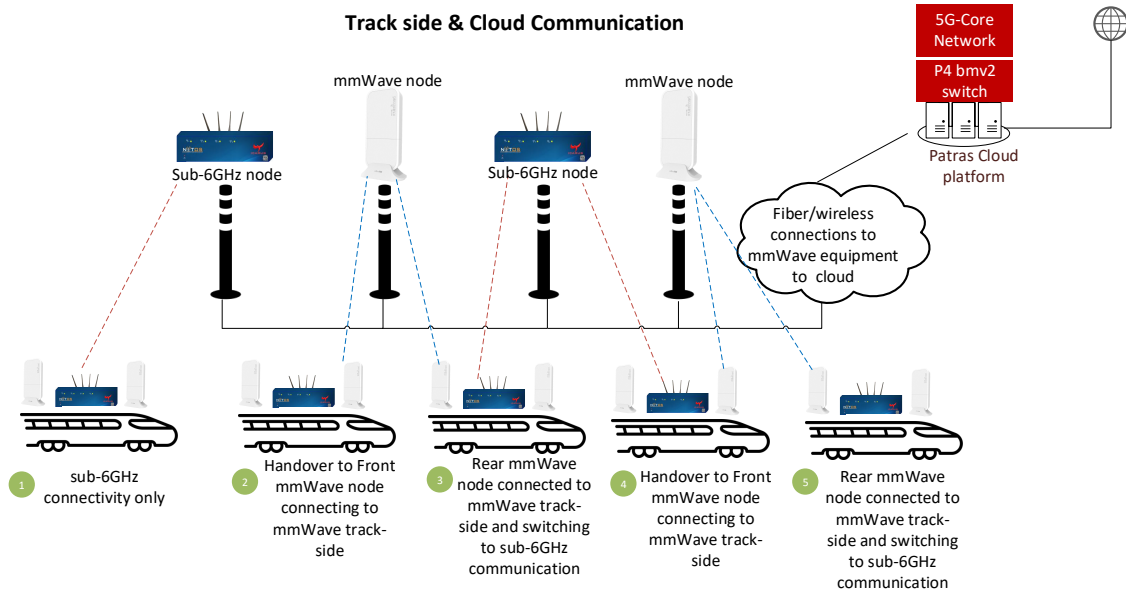 Track side & Cloud Communication
5G-Core
Network
P4 bmv2
switch
Patras Cloud
platform
mmWave node
mmWave node
Sub-6GHz node
Sub-6GHz node
Fiber/wireless
connections to
mmWave equipment
to cloud
1
sub-6GHz
connectivity only
2
Handover to Front
mmWave node
connecting to
mmWave track-
side
3
Rear mmWave
node connected to
mmWave track-
side and switching
to sub-6GHz
communication
4
Handover to Front
mmWave node
connecting to
mmWave track-
side
5
Rear mmWave
node connected to
mmWave track-
side and switching
to sub-6GHz
communication